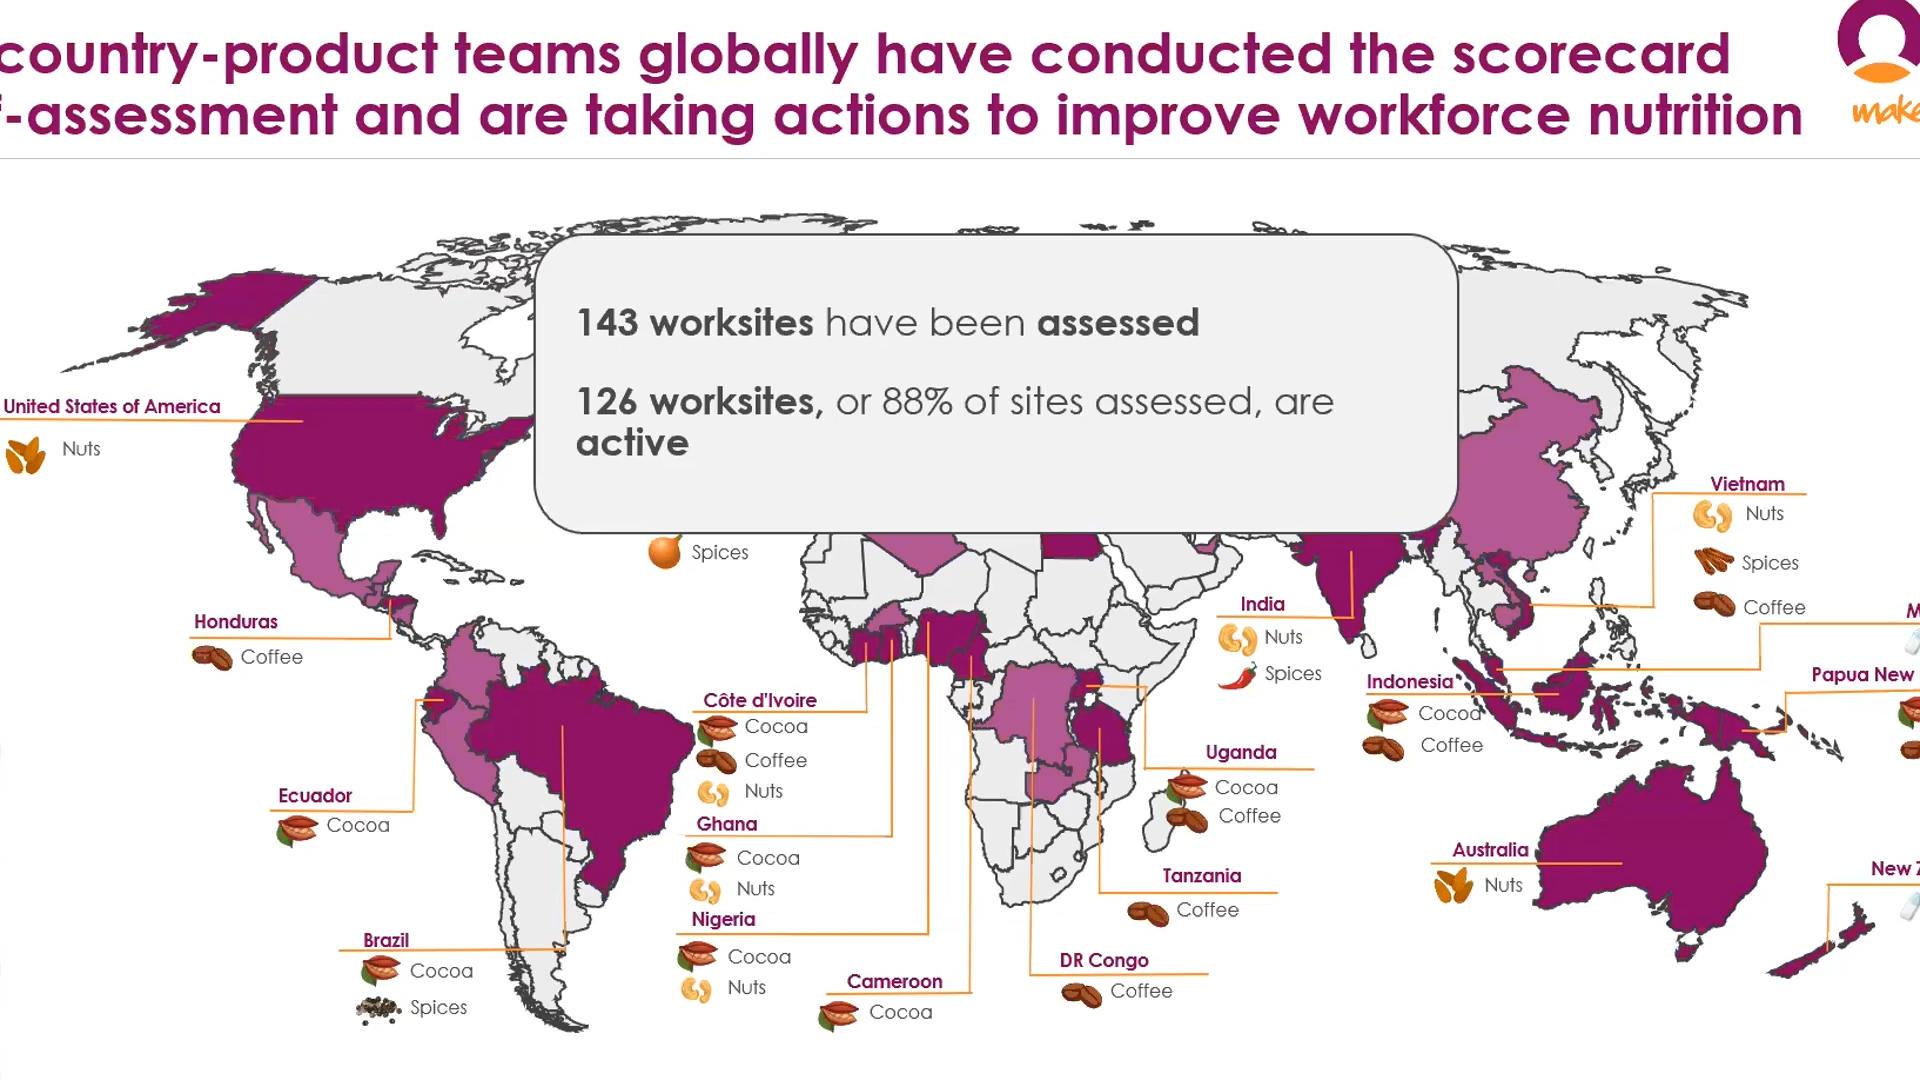 country-product teams globally have conducted the scorecard
f-assessment and are taking actions to improve workforce nutrition
make
143 worksites have been assessed
126 worksites, or 88% of sites assessed, are
active
United States of America
Nuts
Spices
Vietnam
Nuts
Spices
Coffee
Honduras
Coffee
India
Nuts
Spices
M
Papua New
Indonesia
Cocoa
Coffee
Côte d'Ivoire
Cocoa
Coffee
Nuts
Uganda
Cocoa
Coffee
Ecuador
Cocoa
Ghana
Cocoa
Nuts
Australia
Nuts
New Z
Tanzania
Coffee
Nigeria
Cocoa
Nuts
Brazil
Cocoa
Spices
Cameroon
Cocoa
DR Congo
Coffee